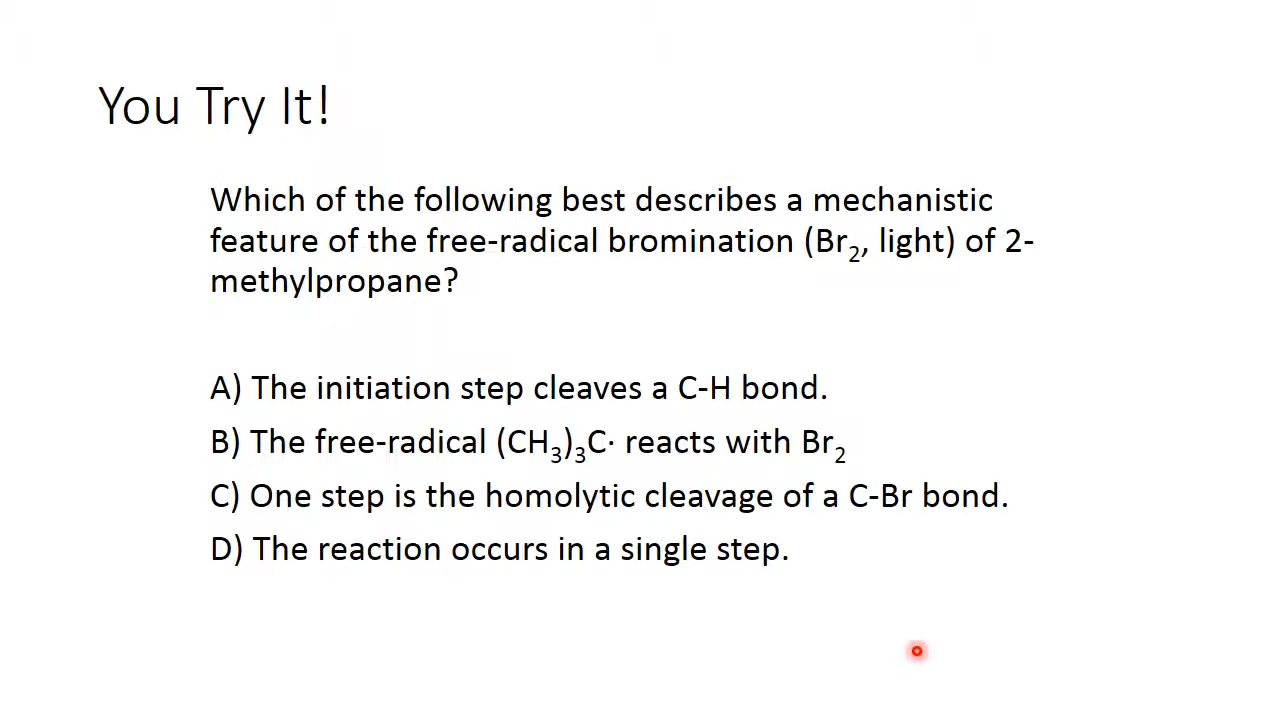 You Try It!
Which of the following best describes a mechanistic
feature of the free-radical bromination (Br₂, light) of 2-
methylpropane?
A) The initiation step cleaves a C-H bond.
B) The free-radical (CH₃)₃C· reacts with Br₂
C) One step is the homolytic cleavage of a C-Br bond.
D) The reaction occurs in a single step.